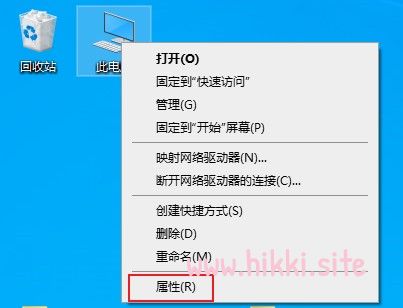 回收站
此电
打开(O)
固定到"快速访问"
管理(G)
固定到"开始"屏幕(P)
映射网络驱动器(N)...
断开网络驱动器的连接(C)...
创建快捷方式(S)
删除(D)
重命名(M)
www.hikki.site
属性(R)